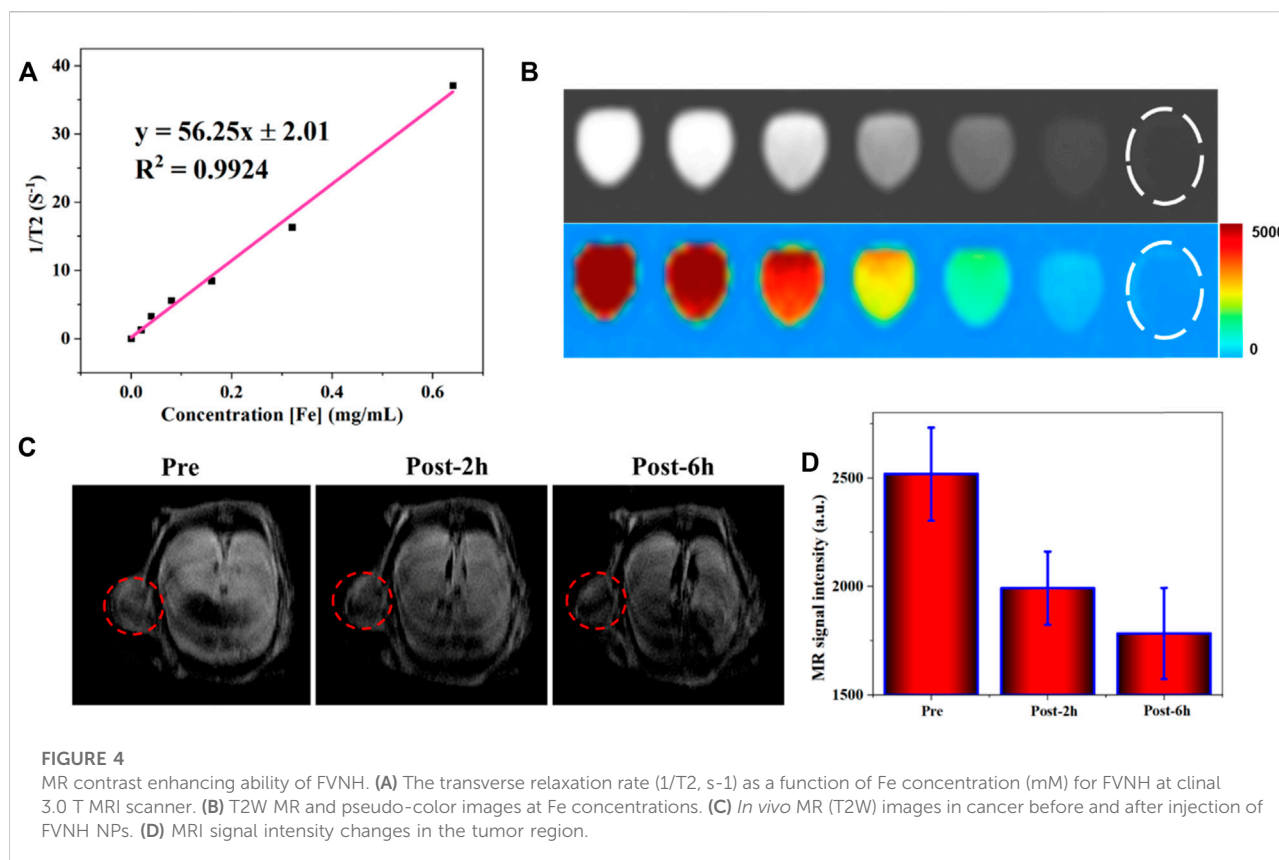 A
y = 56.25x ± 2.01
R² = 0.9924
1/T2 (S⁻¹)
40
30
20
10
0
0.0
0.2
0.4
0.6
Concentration [Fe] (mg/mL)
B
5000
0
C
Pre
Post-2h
Post-6h
D
MR signal intensity (a.u.)
2500
2000
1500
Pre
Post-2h
Post-6h
FIGURE 4
MR contrast enhancing ability of FVNH. (A) The transverse relaxation rate (1/T2, s-1) as a function of Fe concentration (mM) for FVNH at clinal
3.0 T MRI scanner. (B) T2W MR and pseudo-color images at Fe concentrations. (C) In vivo MR (T2W) images in cancer before and after injection of
FVNH NPs. (D) MRI signal intensity changes in the tumor region.